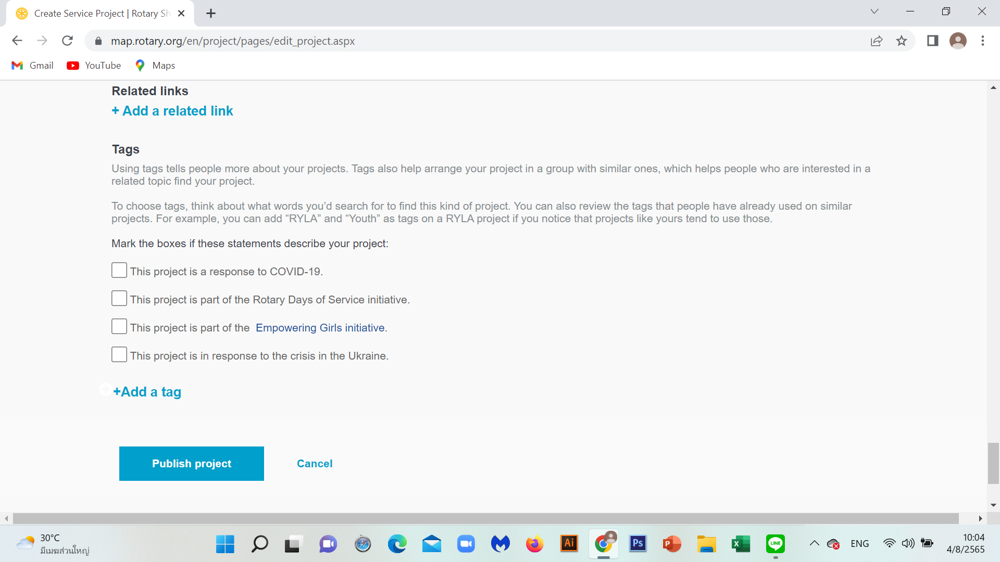 Create Service Project | Rotary Sh
map.rotary.org/en/project/pages/edit_project.aspx
Gmail YouTube Maps
Related links
+ Add a related link
Tags
Using tags tells people more about your projects. Tags also help arrange your project in a group with similar ones, which helps people who are interested in a
related topic find your project.
To choose tags, think about what words you’d search for to find this kind of project. You can also review the tags that people have already used on similar
projects. For example, you can add “RYLA” and “Youth” as tags on a RYLA project if you notice that projects like yours tend to use those.
Mark the boxes if these statements describe your project:
This project is a response to COVID-19.
This project is part of the Rotary Days of Service initiative.
This project is part of the Empowering Girls initiative.
This project is in response to the crisis in the Ukraine.
+Add a tag
Publish project Cancel
30°C
มีเมฆส่วนใหญ่
Ai Ps P X LINE
ENG
10:04
4/8/2565